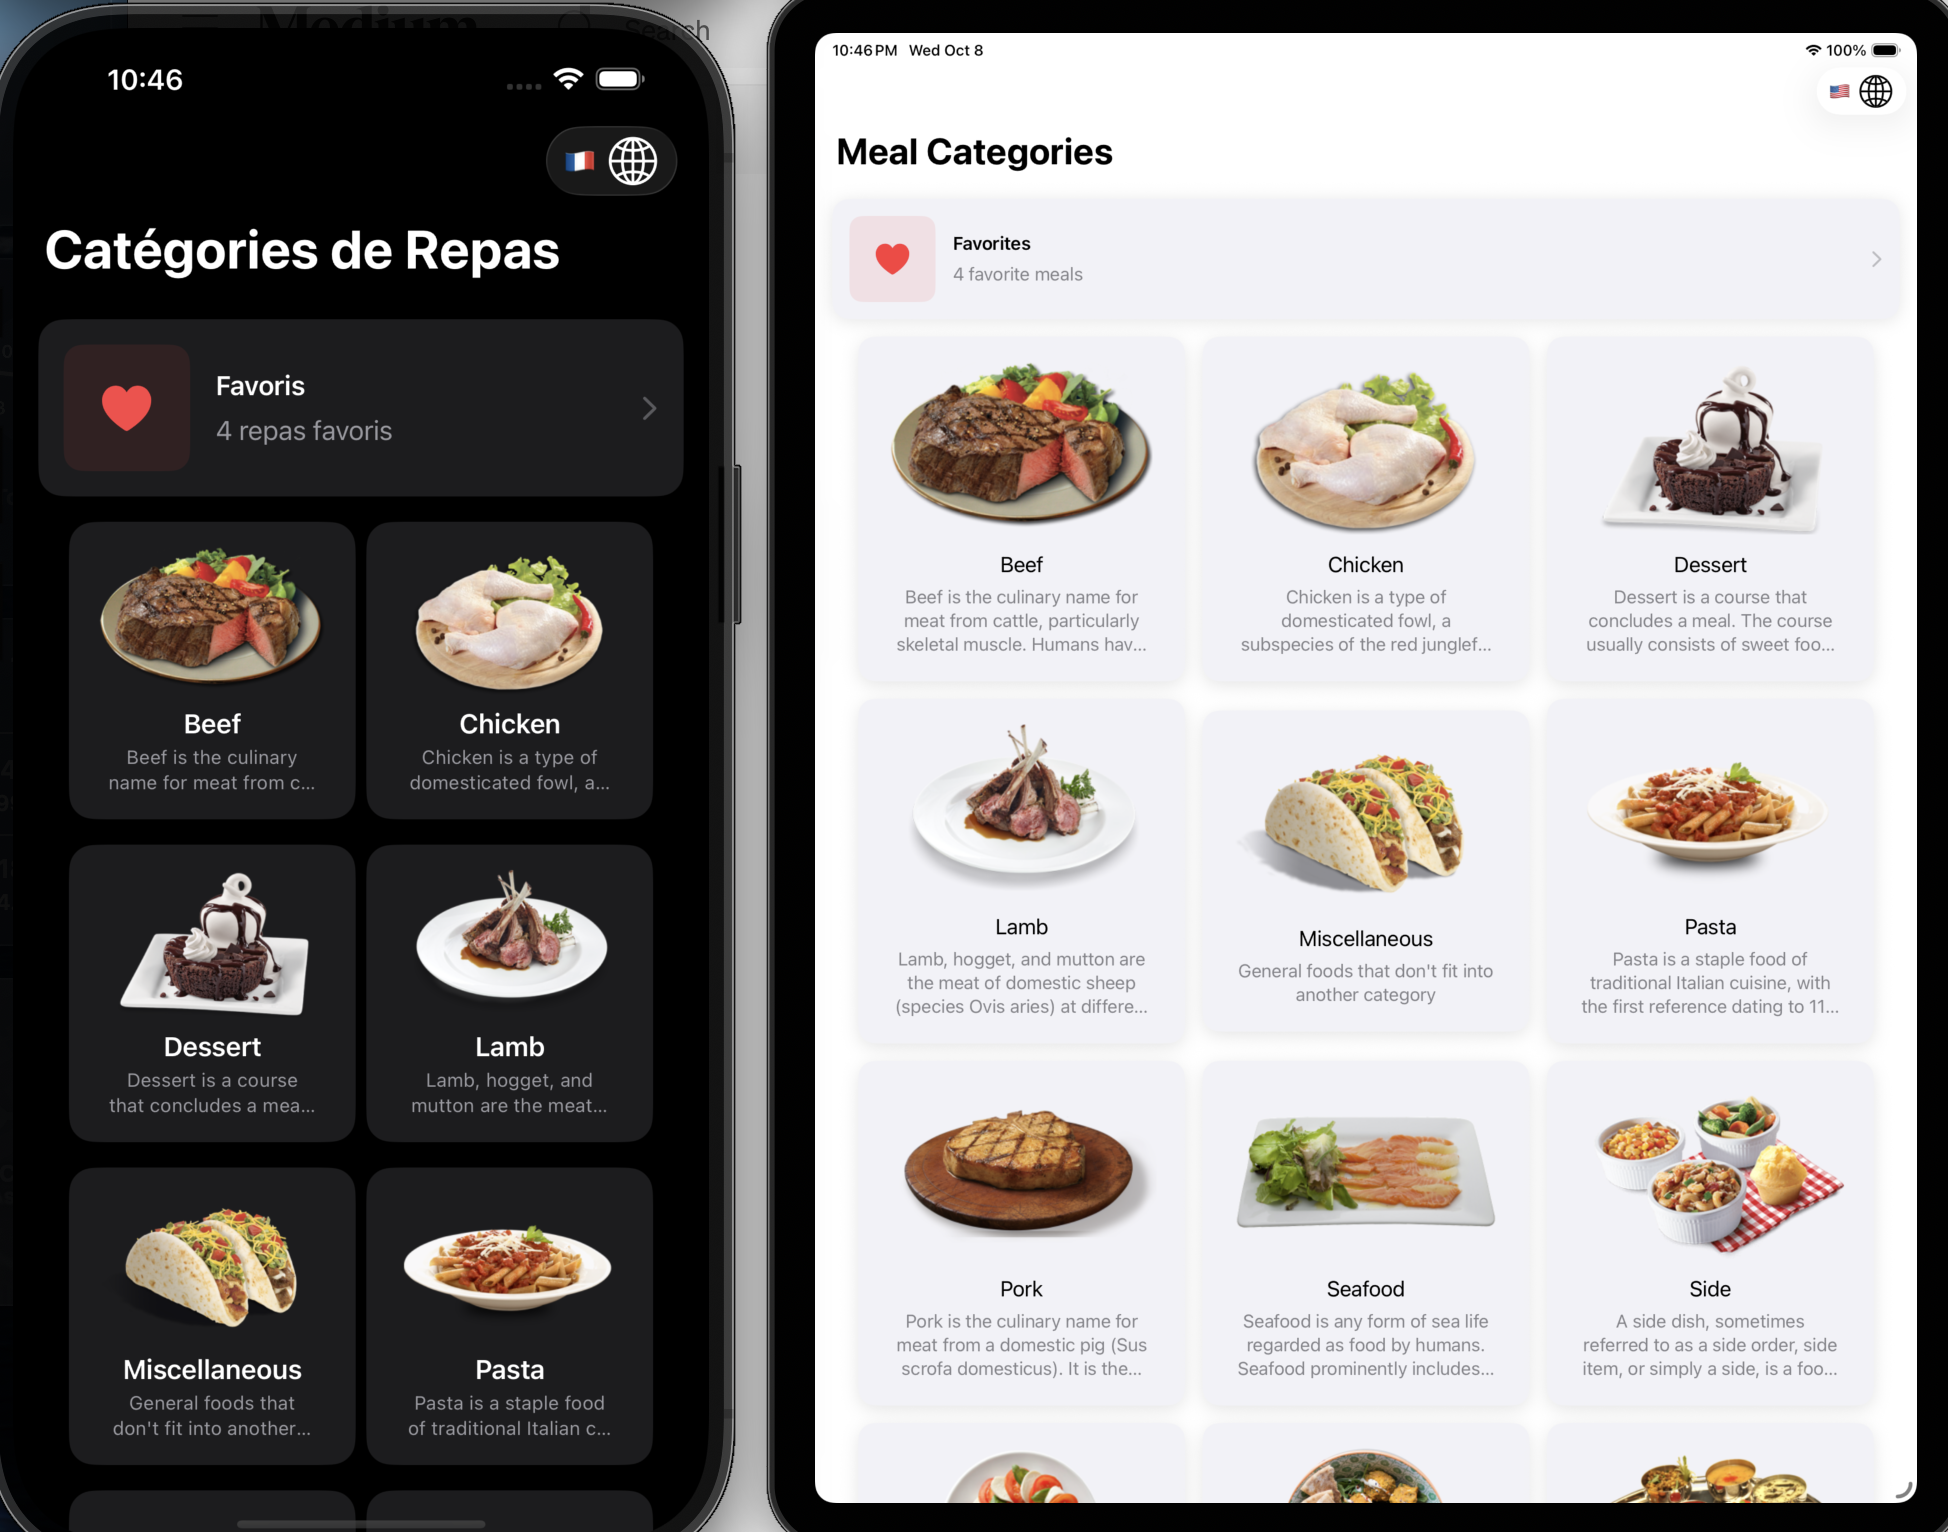 Medium
Search
10:46
Catégories de Repas
Favoris
4 repas favoris
Beef
Beef is the culinary
name for meat from c...
Chicken
Chicken is a type of
domesticated fowl, a...
Dessert
Dessert is a course
that concludes a mea...
Lamb
Lamb, hogget, and
mutton are the meat...
Miscellaneous
General foods that
don't fit into another...
Pasta
Pasta is a staple food
of traditional Italian c...
10:46 PM Wed Oct 8
100%
Meal Categories
Favorites
4 favorite meals
Beef
Beef is the culinary name for
meat from cattle, particularly
skeletal muscle. Humans hav...
Chicken
Chicken is a type of
domesticated fowl, a
subspecies of the red junglef...
Dessert
Dessert is a course that
concludes a meal. The course
usually consists of sweet foo...
Lamb
Lamb, hogget, and mutton are
the meat of domestic sheep
(species Ovis aries) at differe...
Miscellaneous
General foods that don't fit into
another category
Pasta
Pasta is a staple food of
traditional Italian cuisine, with
the first reference dating to 11...
Pork
Pork is the culinary name for
meat from a domestic pig (Sus
scrofa domesticus). It is the...
Seafood
Seafood is any form of sea life
regarded as food by humans.
Seafood prominently includes...
Side
A side dish, sometimes
referred to as a side order, side
item, or simply a side, is a foo...